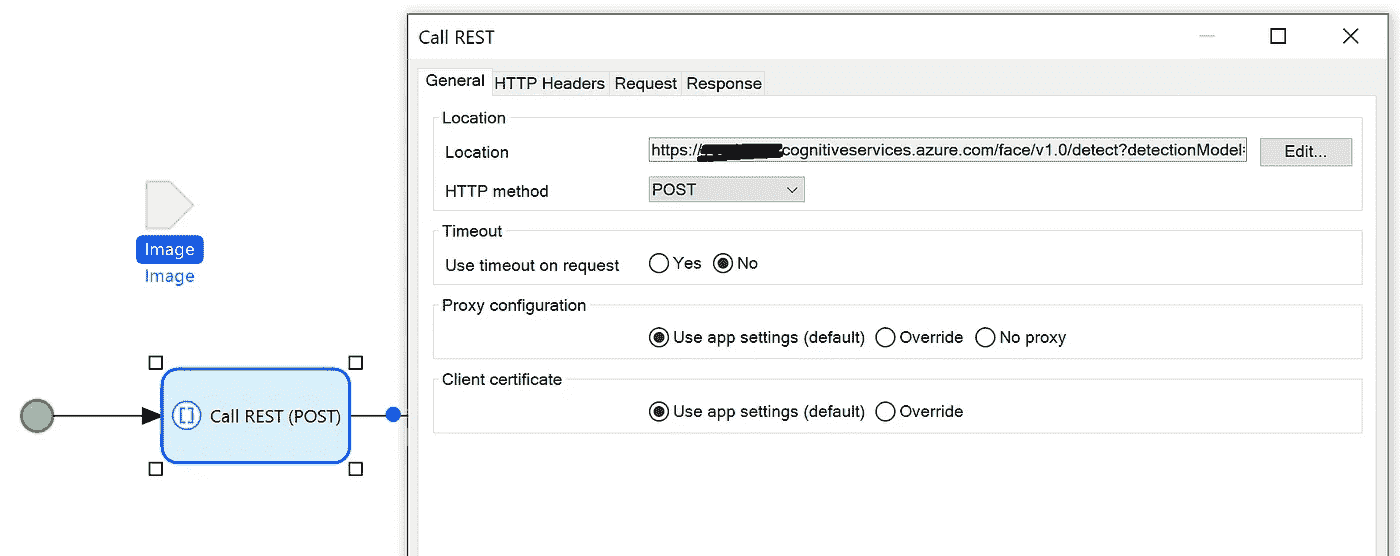 Call REST
General HTTP Headers Request Response
Location
Location https://cognitiveservices.azure.com/face/v1.0/detect?detectionModel= Edit...
HTTP method POST
Timeout
Use timeout on request Yes No
Proxy configuration
Use app settings (default) Override No proxy
Client certificate
Use app settings (default) Override
Image
Image
Call REST (POST)